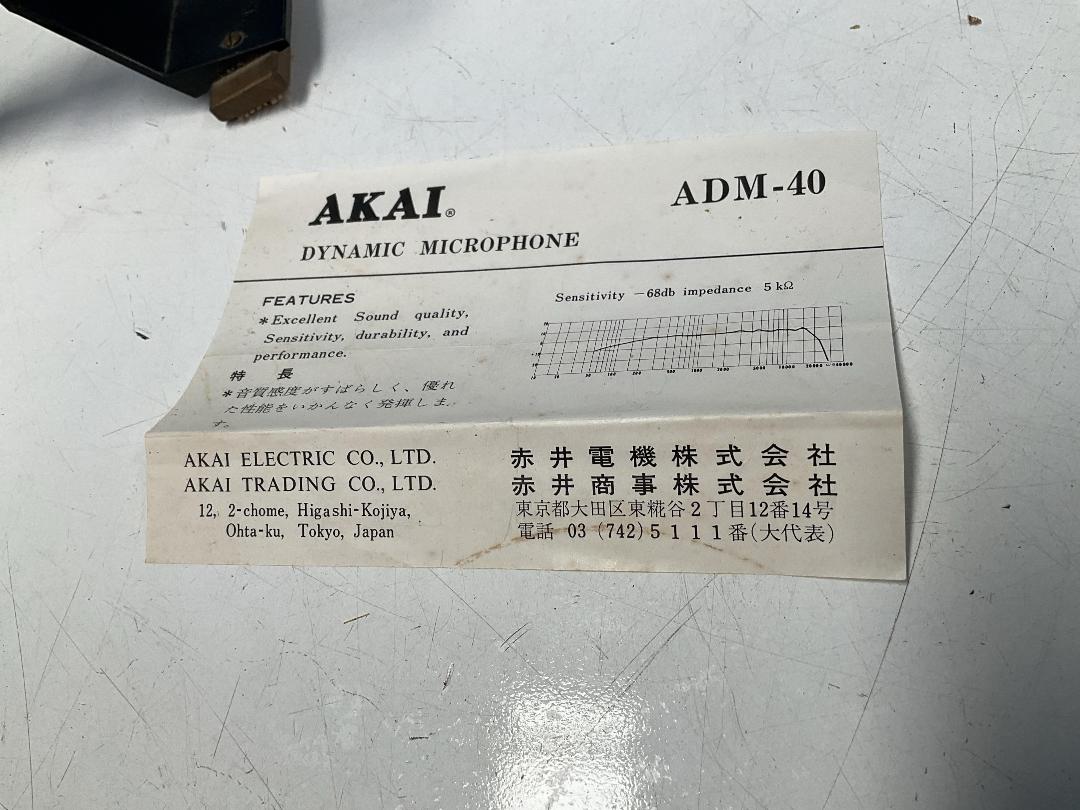 AKAI®
ADM-40
DYNAMIC MICROPHONE
FEATURES
*Excellent Sound quality,
Sensitivity, durability, and
performance.
特 長
*音質感度がすばらしく、優れ
た性能をいかんなく発揮しま
す。
Sensitivity -68db impedance 5kΩ
AKAI ELECTRIC CO., LTD.
AKAI TRADING CO., LTD.
12, 2-chome, Higashi-Kojiya,
Ohta-ku, Tokyo, Japan
赤井電機株式会社
赤井商事株式会社
東京都大田区東糀谷2丁目12番14号
電話 03 (742) 5111番(大代表)